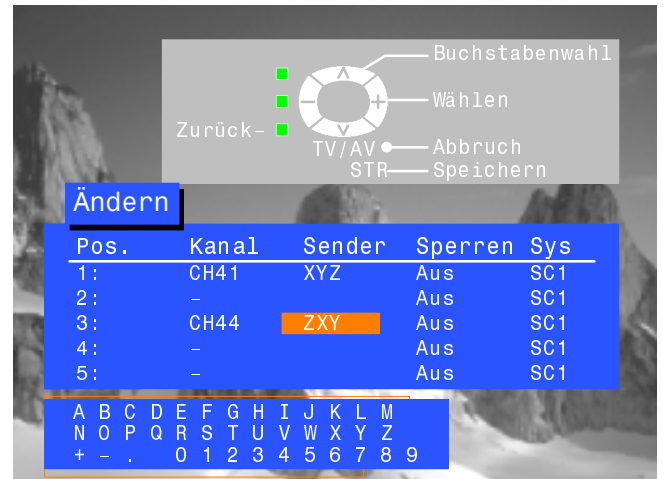 Buchstabenwahl
Wählen
Zurück–
TV/AV Abbruch
STR Speichern
Ändern
Pos. Kanal Sender Sperren Sys
1: CH41 XYZ Aus SC1
2: – Aus SC1
3: CH44 ZXY Aus SC1
4: – Aus SC1
5: – Aus SC1
A B C D E F G H I J K L M
N O P Q R S T U V W X Y Z
+ – . 0 1 2 3 4 5 6 7 8 9